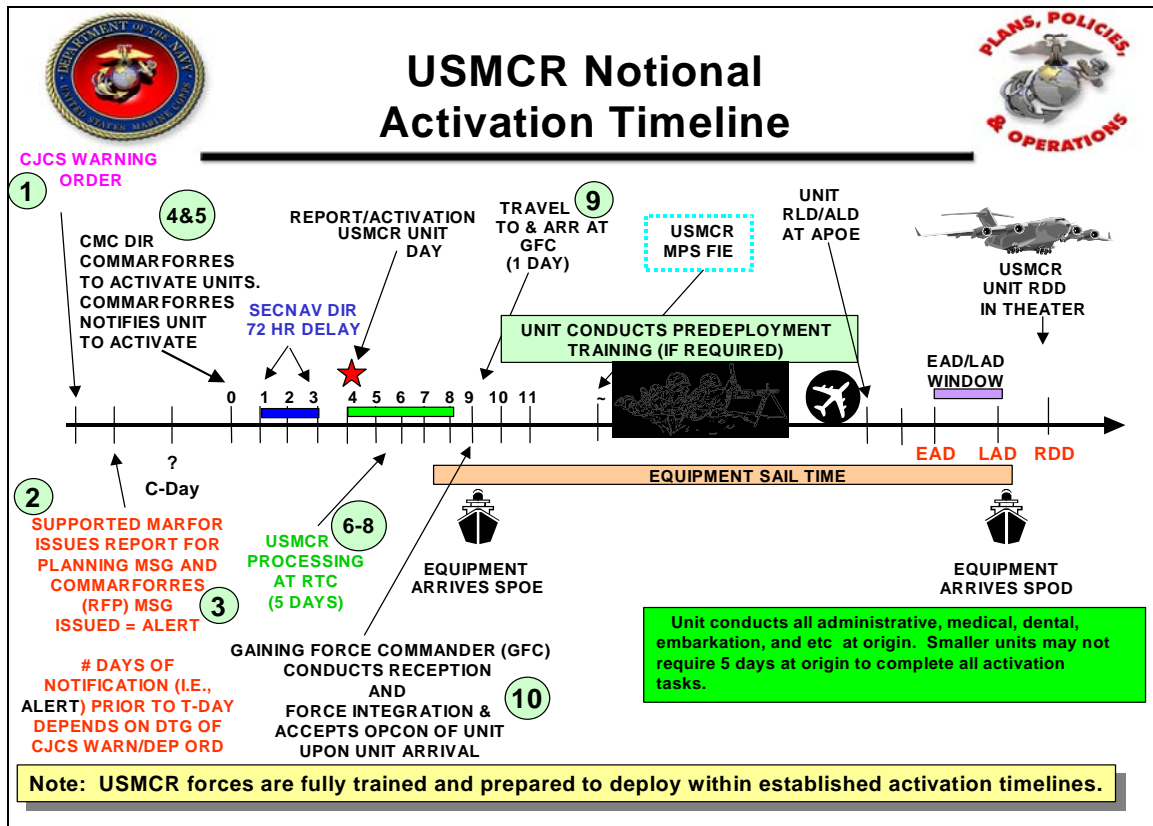 DEPARTMENT OF THE NAVY
UNITED STATES MARINE CORPS
USMCR Notional
Activation Timeline
PLANS, POLICIES,
& OPERATIONS
CJCS WARNING
ORDER
1
4&5
CMC DIR
COMMARFORRES
TO ACTIVATE UNITS.
COMMARFORRES
NOTIFIES UNIT
TO ACTIVATE
SECNAV DIR
72 HR DELAY
REPORT/ACTIVATION
USMCR UNIT
DAY
TRAVEL
TO & ARR AT
GFC
(1 DAY)
9
USMCR
MPS FIE
UNIT
RLD/ALD
AT APOE
USMCR
UNIT RDD
IN THEATER
UNIT CONDUCTS PREDEPLOYMENT
TRAINING (IF REQUIRED)
EAD/LAD
WINDOW
0 1 2 3 4 5 6 7 8 9 10 11 ~
?
C-Day
EAD LAD RDD
EQUIPMENT SAIL TIME
2
SUPPORTED MARFOR
ISSUES REPORT FOR
PLANNING MSG AND
COMMARFORRES
(RFP) MSG
ISSUED = ALERT
3
# DAYS OF
NOTIFICATION (I.E.,
ALERT) PRIOR TO T-DAY
DEPENDS ON DTG OF
CJCS WARN/DEP ORD
6-8
USMCR
PROCESSING
AT RTC
(5 DAYS)
EQUIPMENT
ARRIVES SPOE
EQUIPMENT
ARRIVES SPOD
GAINING FORCE COMMANDER (GFC)
CONDUCTS RECEPTION
AND
FORCE INTEGRATION &
ACCEPTS OPCON OF UNIT
UPON UNIT ARRIVAL
10
Unit conducts all administrative, medical, dental,
embarkation, and etc at origin. Smaller units may not
require 5 days at origin to complete all activation
tasks.
Note: USMCR forces are fully trained and prepared to deploy within established activation timelines.